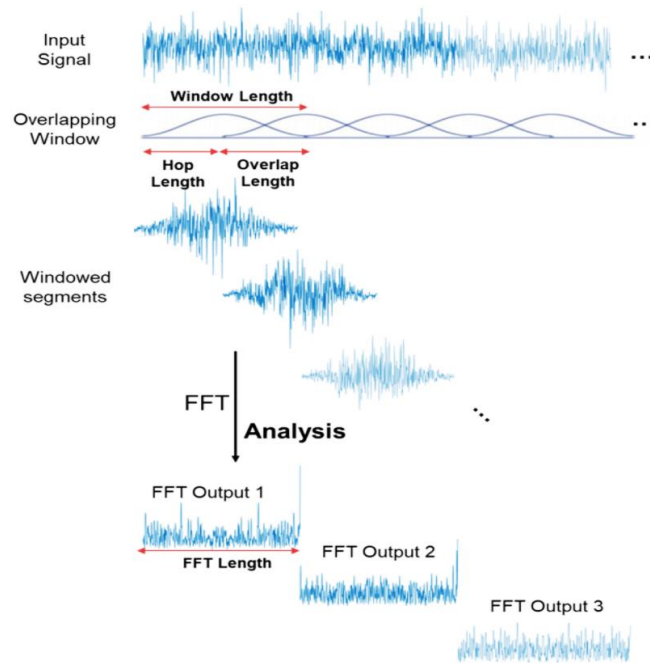 Input
Signal
...
Window Length
Overlapping
Window
..
Hop
Length
Overlap
Length
Windowed
segments
...
FFT
Analysis
FFT Output 1
FFT Length
FFT Output 2
FFT Output 3